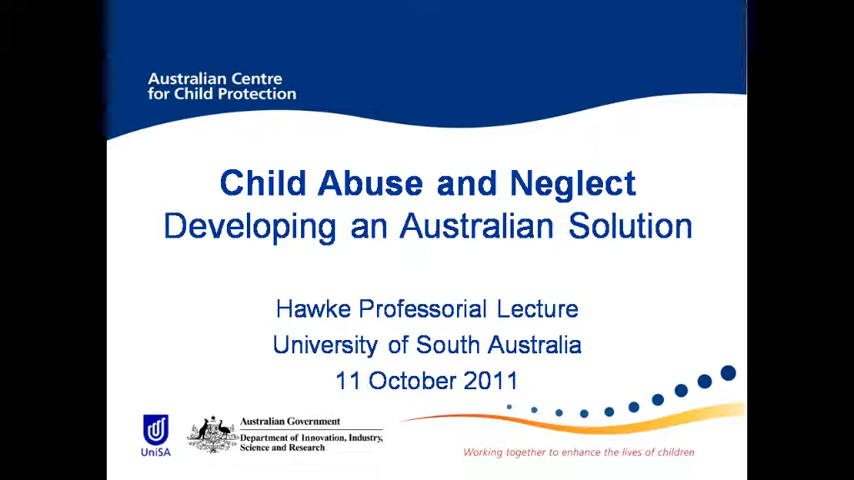 Australian Centre
for Child Protection
Child Abuse and Neglect
Developing an Australian Solution
Hawke Professorial Lecture
University of South Australia
11 October 2011
UniSA
Australian Government
Department of Innovation, Industry,
Science and Research
Working together to enhance the lives of children